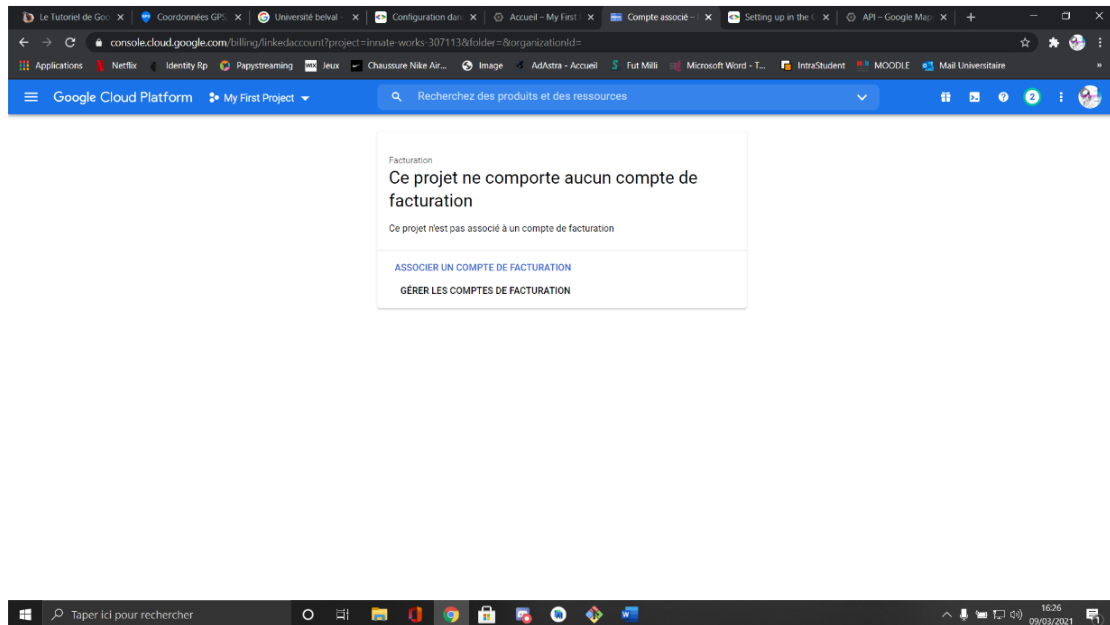 Le Tutoriel de Goo
Coordonnées GPS
Université belval -
Configuration dan
Accueil – My First
Compte associé –
Setting up in the C
API – Google Map
console.cloud.google.com/billing/linkedaccount?project=innate-works-307113&folder=&organizationId=
Applications
Netflix
Identity Rp
Papystreaming
WIX
Jeux
Chaussure Nike Air...
Image
AdAstra - Accueil
S
Fut Milli
Microsoft Word - T...
IntraStudent
MOODLE
Mail Universitaire
»
Google Cloud Platform
My First Project
Recherchez des produits et des ressources
2
Facturation
Ce projet ne comporte aucun compte de
facturation
Ce projet n'est pas associé à un compte de facturation
ASSOCIER UN COMPTE DE FACTURATION
GÉRER LES COMPTES DE FACTURATION
Taper ici pour rechercher
16:26
09/03/2021